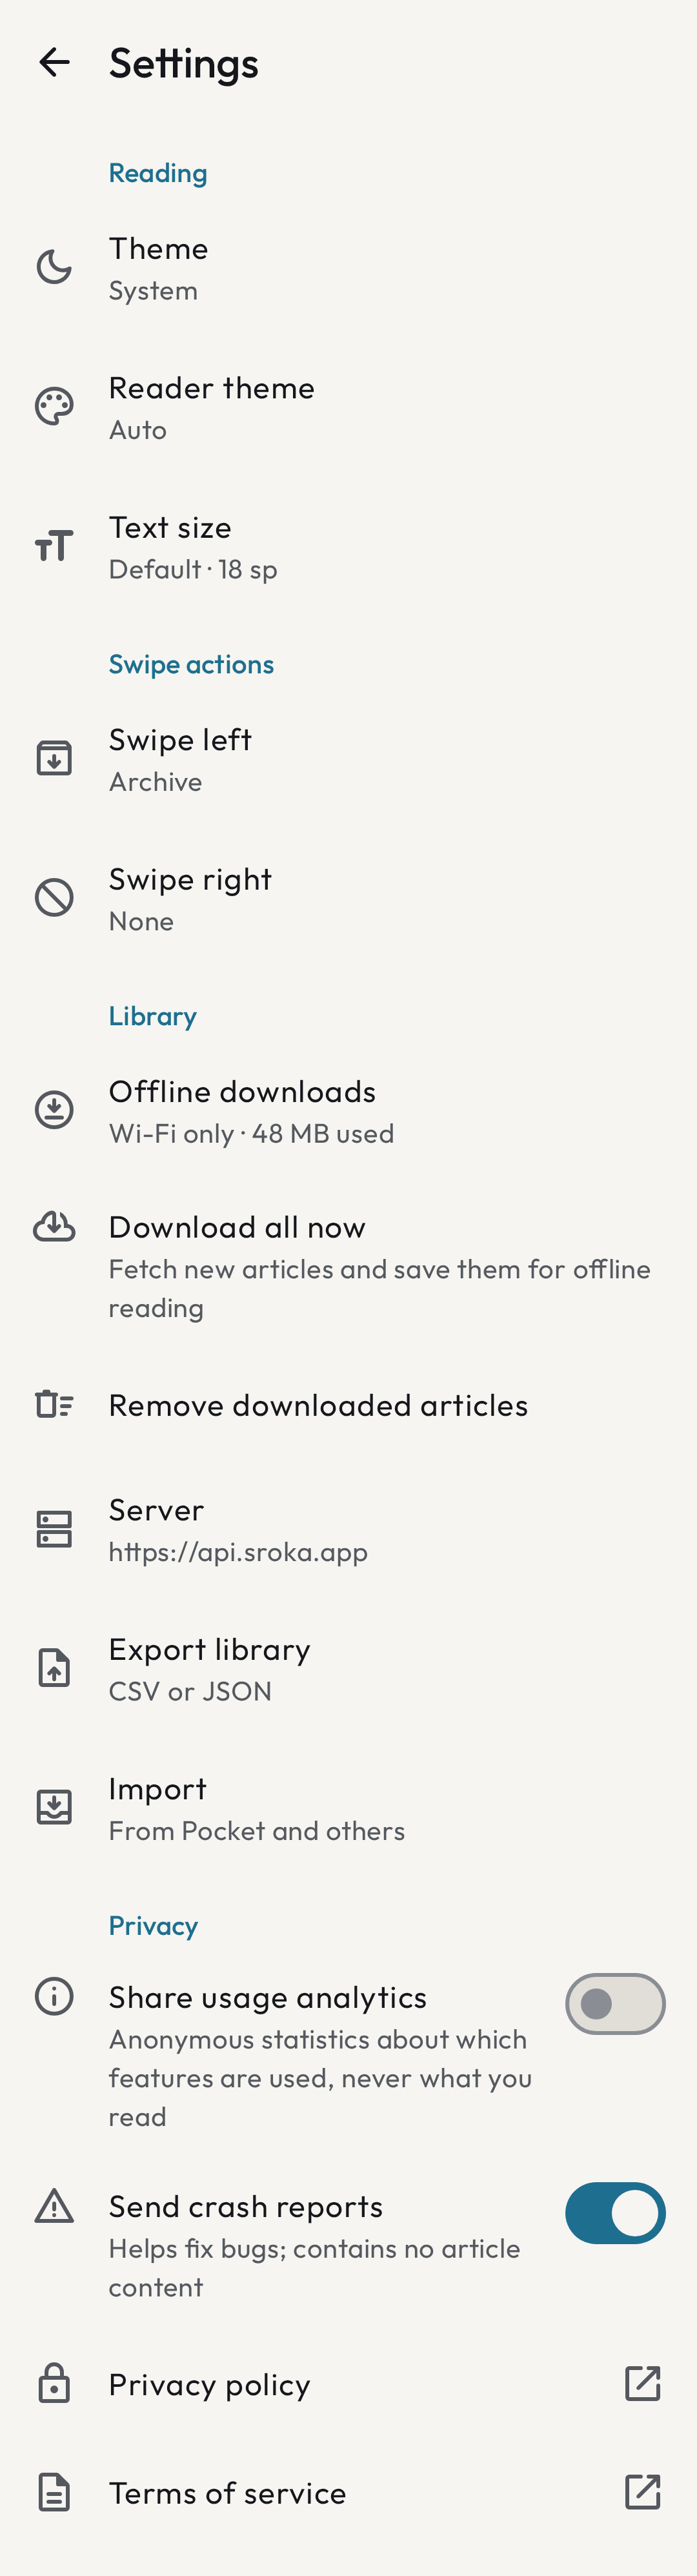 Settings
Reading
Theme
System
Reader theme
Auto
Text size
Default · 18 sp
Swipe actions
Swipe left
Archive
Swipe right
None
Library
Offline downloads
Wi-Fi only · 48 MB used
Download all now
Fetch new articles and save them for offline
reading
Remove downloaded articles
Server
https://api.sroka.app
Export library
CSV or JSON
Import
From Pocket and others
Privacy
Share usage analytics
Anonymous statistics about which
features are used, never what you
read
Send crash reports
Helps fix bugs; contains no article
content
Privacy policy
Terms of service